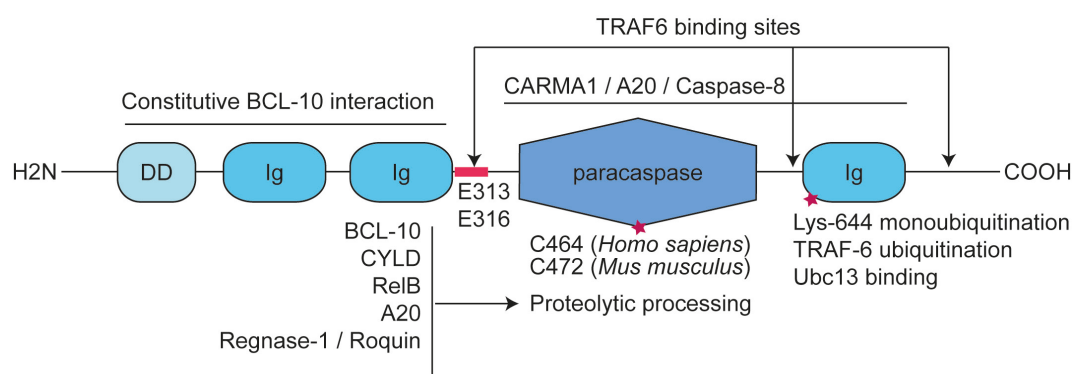 TRAF6 binding sites
CARMA1 / A20 / Caspase-8
Constitutive BCL-10 interaction
H2N
DD
Ig
Ig
paracaspase
Ig
COOH
E313
E316
BCL-10
CYLD
RelB
A20
Regnase-1 / Roquin
C464 (Homo sapiens)
C472 (Mus musculus)
Proteolytic processing
Lys-644 monoubiquitination
TRAF-6 ubiquitination
Ubc13 binding